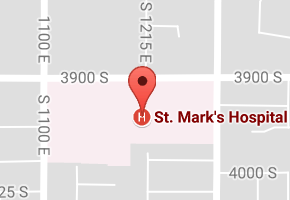 1100 E
S 1215 E
3900 S
3900 S
S 1100 E
H
St. Mark's Hospital
4000 S
25 S